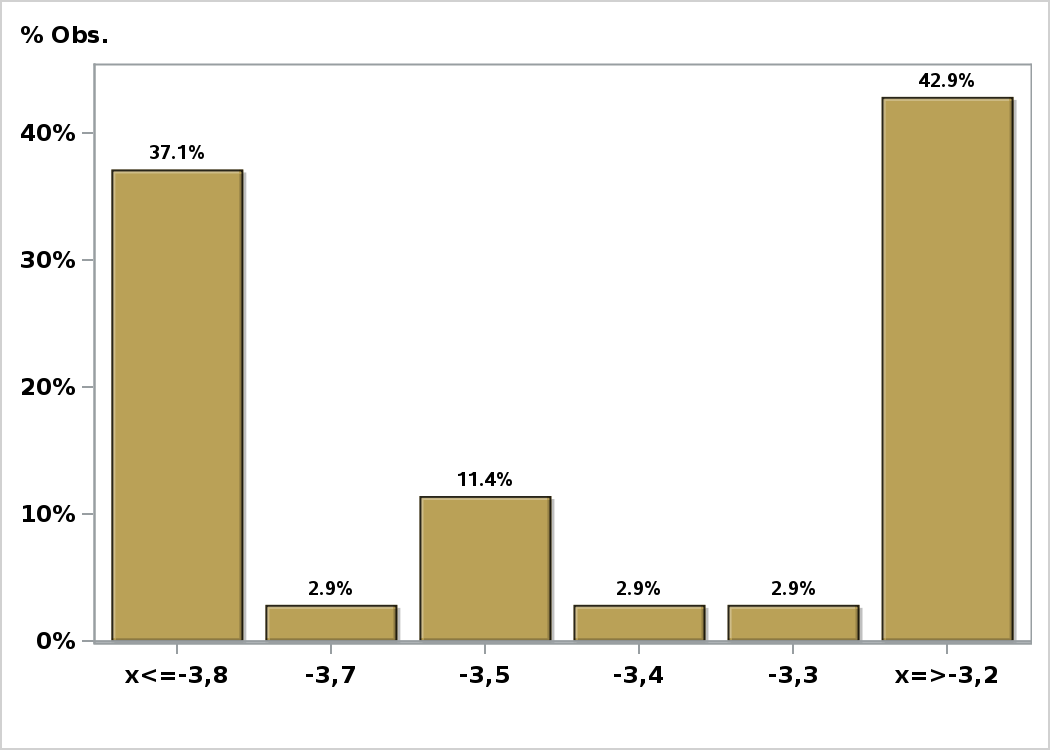 % Obs.
42.9%
40%
37.1%
30%
20%
11.4%
10%
2.9% 2.9% 2.9%
0%
x<=-3,8 -3,7 -3,5 -3,4 -3,3 x=>-3,2